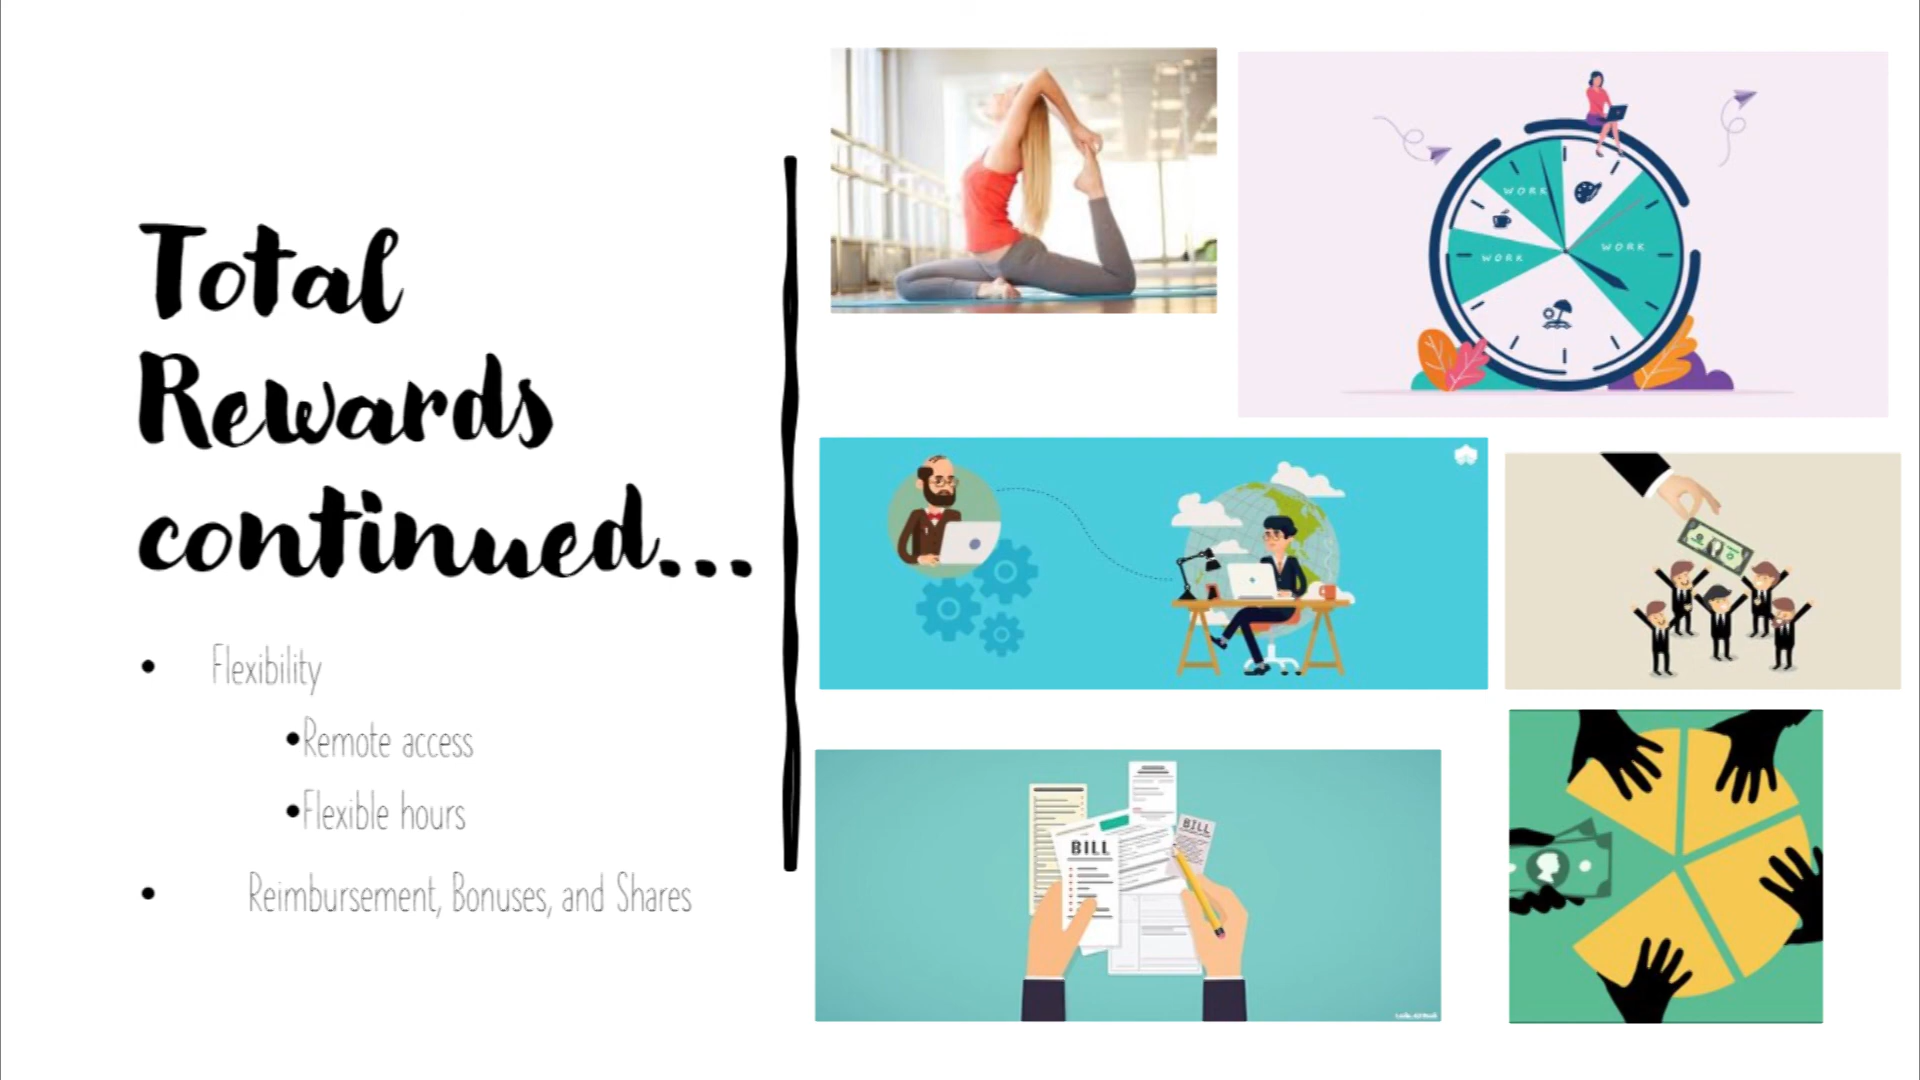 Total
Rewards
continued...
• Flexibility
•Remote access
•Flexible hours
• Reimbursement, Bonuses, and Shares
WORK
WORK
WORK
BILL
BILL